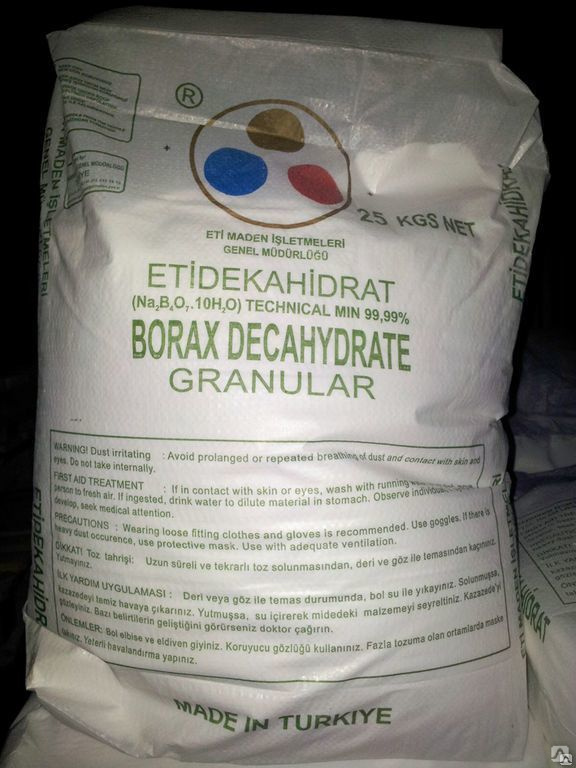 ®
25 KGS NET
ETİ MADEN İŞLETMELERİ
GENEL MÜDÜRLÜĞÜ
ETİDEKAHİDRAT
(Na₂B₄O₇.10H₂O) TECHNICAL MIN 99,99%
BORAX DECAHYDRATE
GRANULAR
WARNING! Dust irritating : Avoid prolanged or repeated breathing of dust and contact with skin and
eyes. Do not take internally.
FIRST AID TREATMENT : If in contact with skin or eyes, wash with running
person to fresh air. If ingested, drink water to dilute material in stomach. Observe
develop, seek medical attention.
PRECAUTIONS : Wearing loose fitting clothes and gloves is recommended. Use goggles. If there is
heavy dust occurence, use protective mask. Use with adequate ventilation.
DİKKAT! Toz tahrişi: Uzun süreli ve tekrarlı toz solunmasından, deri ve göz ile temasından kaçınınız.
Yutmayınız.
İLK YARDIM UYGULAMASI : Deri veya göz ile temas durumunda, bol su ile yıkayınız. Solunmuşsa,
kazazedeyi temiz havaya çıkarınız. Yutmuşsa, su içirerek midedeki malzemeyi seyreltiniz. Kazazede'yi
gözleyiniz. Bazı belirtilerin geliştiğini görürseniz doktor çağırın.
ÖNLEMLER: Bol elbise ve eldiven giyiniz. Koruyucu gözlüğü kullanınız. Fazla tozuma olan ortamlarda maske
takınız. Yeterli havalandırma yapınız.
MADE IN TURKIYE
MADEN İŞLETMELERİ
ETİDEKAHİDR
ETİDEKAHİDRA